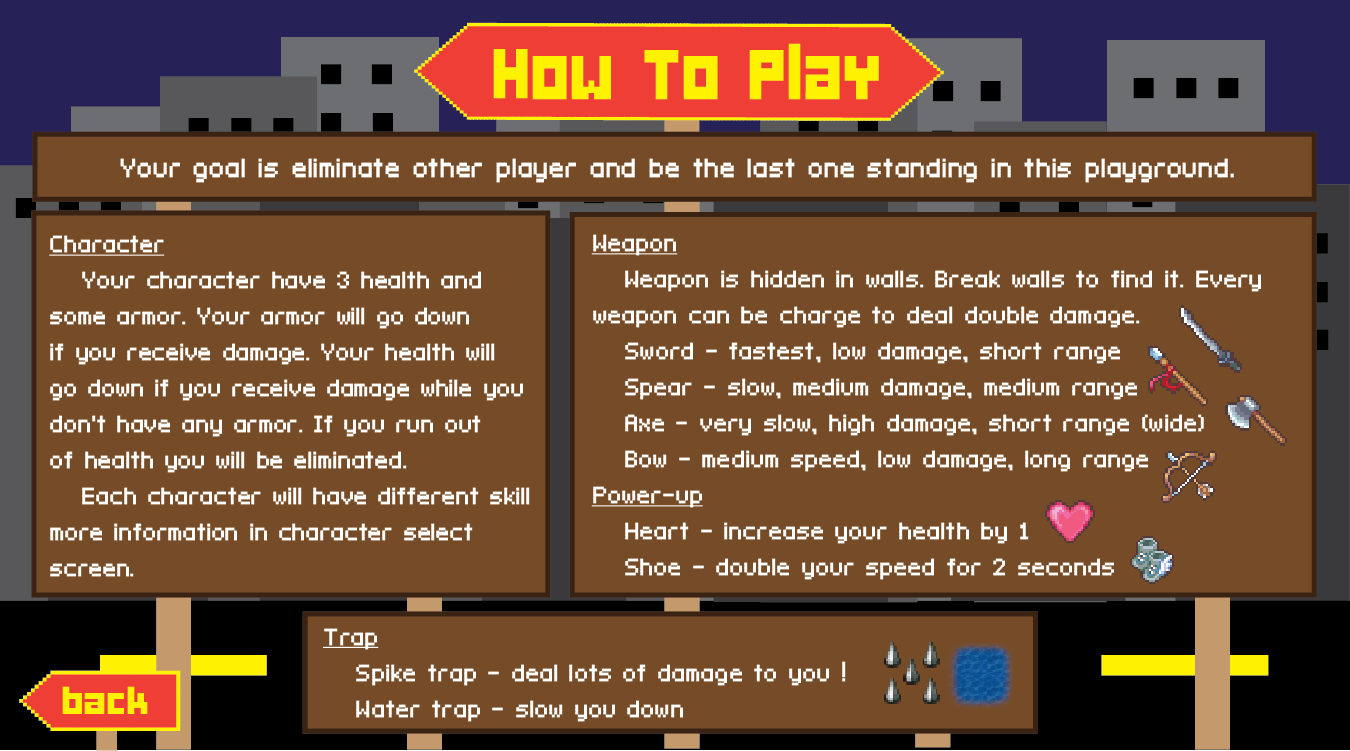 How To Play
Your goal is eliminate other player and be the last one standing in this playground.
Character
Your character have 3 health and
some armor. Your armor will go down
if you receive damage. Your health will
go down if you receive damage while you
don't have any armor. If you run out
of health you will be eliminated.
Each character will have different skill
more information in character select
screen.
Weapon
Weapon is hidden in walls. Break walls to find it. Every
weapon can be charge to deal double damage.
Sword - fastest, low damage, short range
Spear - slow, medium damage, medium range
Axe - very slow, high damage, short range (wide)
Bow - medium speed, low damage, long range
Power-up
Heart - increase your health by 1
Shoe - double your speed for 2 seconds
Trap
Spike trap - deal lots of damage to you !
Water trap - slow you down
back